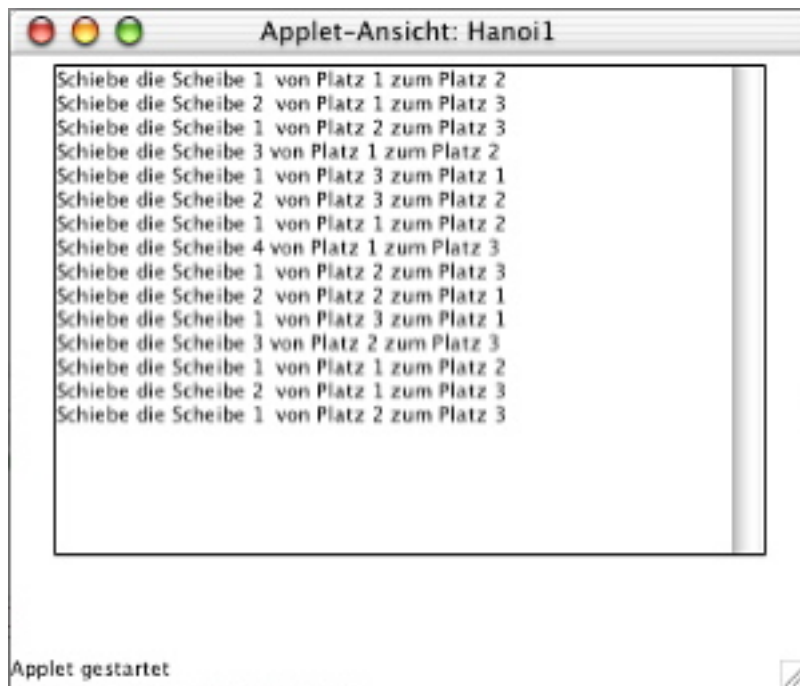 Applet-Ansicht: Hanoi1
Schiebe die Scheibe 1  von Platz 1 zum Platz 2
Schiebe die Scheibe 2  von Platz 1 zum Platz 3
Schiebe die Scheibe 1  von Platz 2 zum Platz 3
Schiebe die Scheibe 3 von Platz 1 zum Platz 2
Schiebe die Scheibe 1  von Platz 3 zum Platz 1
Schiebe die Scheibe 2  von Platz 3 zum Platz 2
Schiebe die Scheibe 1  von Platz 1 zum Platz 2
Schiebe die Scheibe 4 von Platz 1 zum Platz 3
Schiebe die Scheibe 1  von Platz 2 zum Platz 3
Schiebe die Scheibe 2  von Platz 2 zum Platz 1
Schiebe die Scheibe 1  von Platz 3 zum Platz 1
Schiebe die Scheibe 3 von Platz 2 zum Platz 3
Schiebe die Scheibe 1  von Platz 1 zum Platz 2
Schiebe die Scheibe 2  von Platz 1 zum Platz 3
Schiebe die Scheibe 1  von Platz 2 zum Platz 3
Applet gestartet